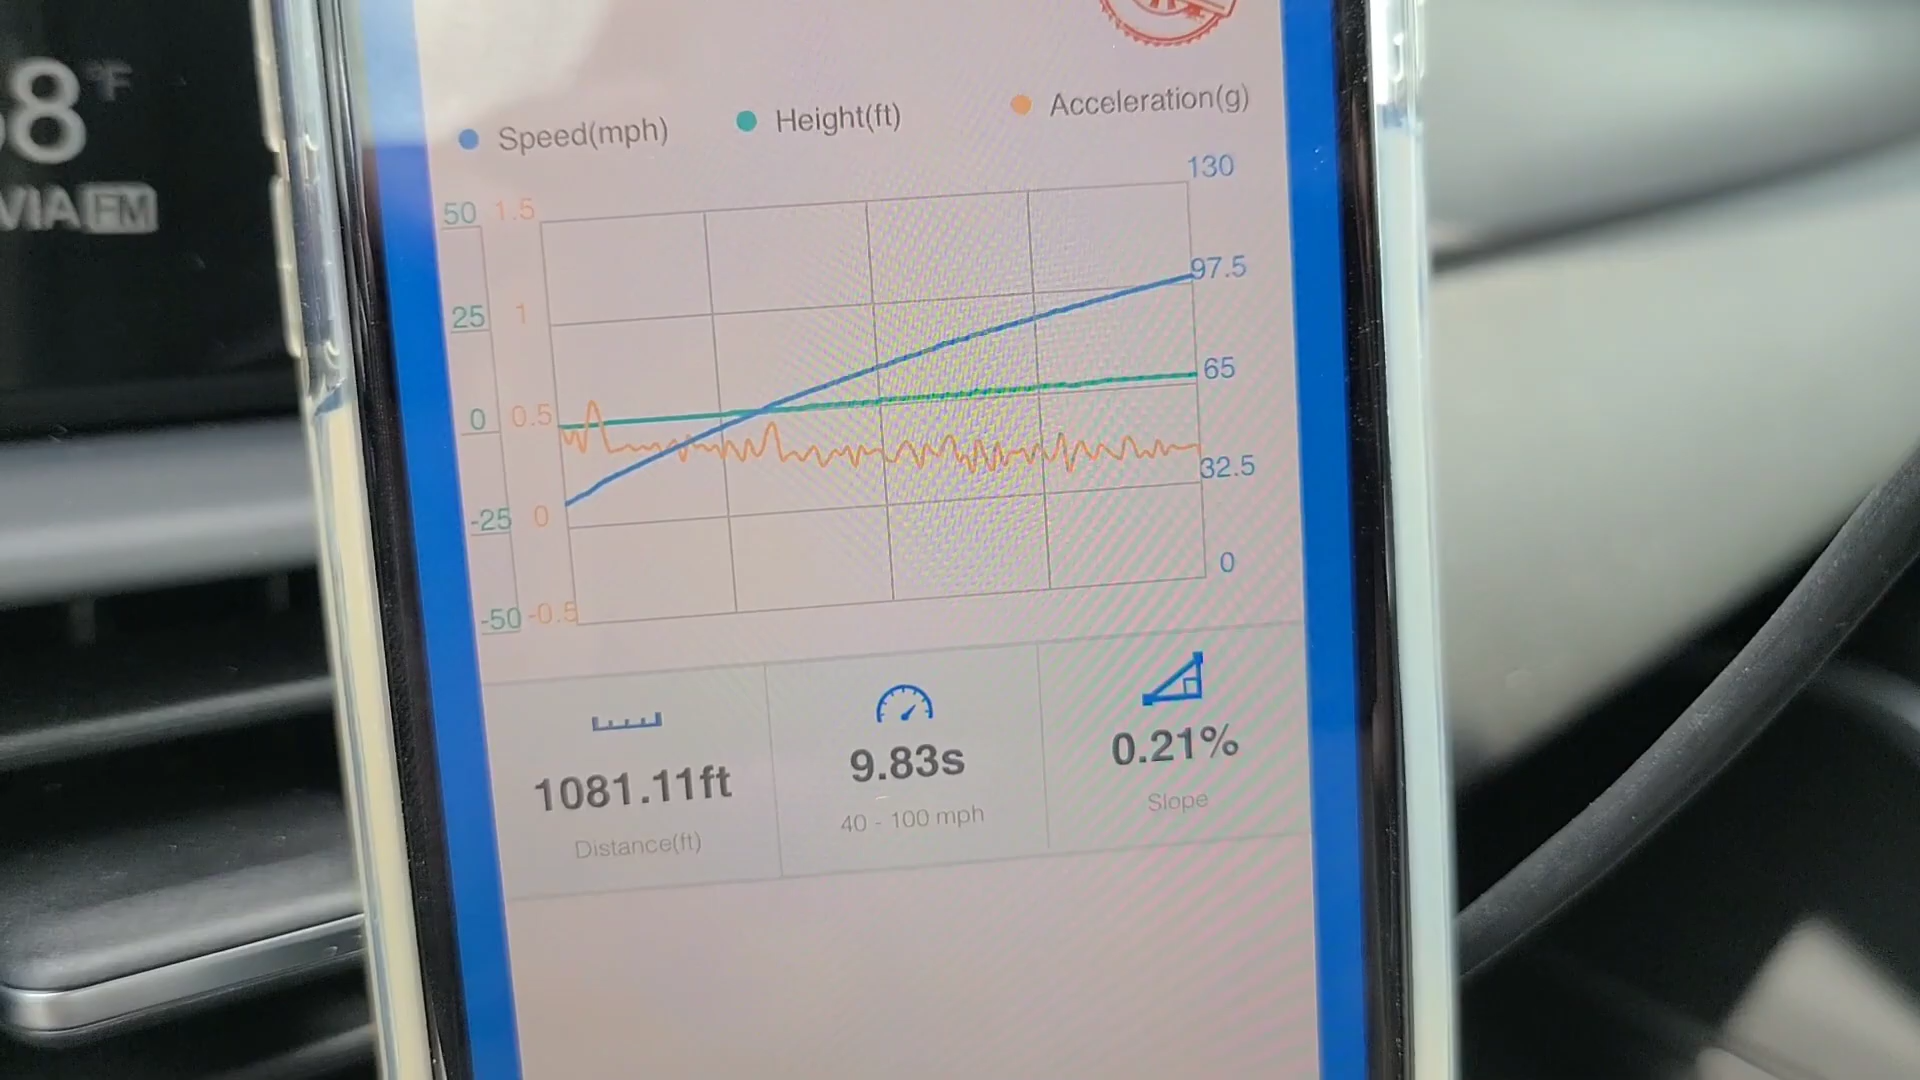 8°F
VIA FM
Speed(mph) Height(ft) Acceleration(g)
130
50 1.5
97.5
25 1
65
0 0.5
32.5
-25 0
0
-50 -0.5
1081.11ft 9.83s 0.21%
Distance(ft) 40 - 100 mph Slope